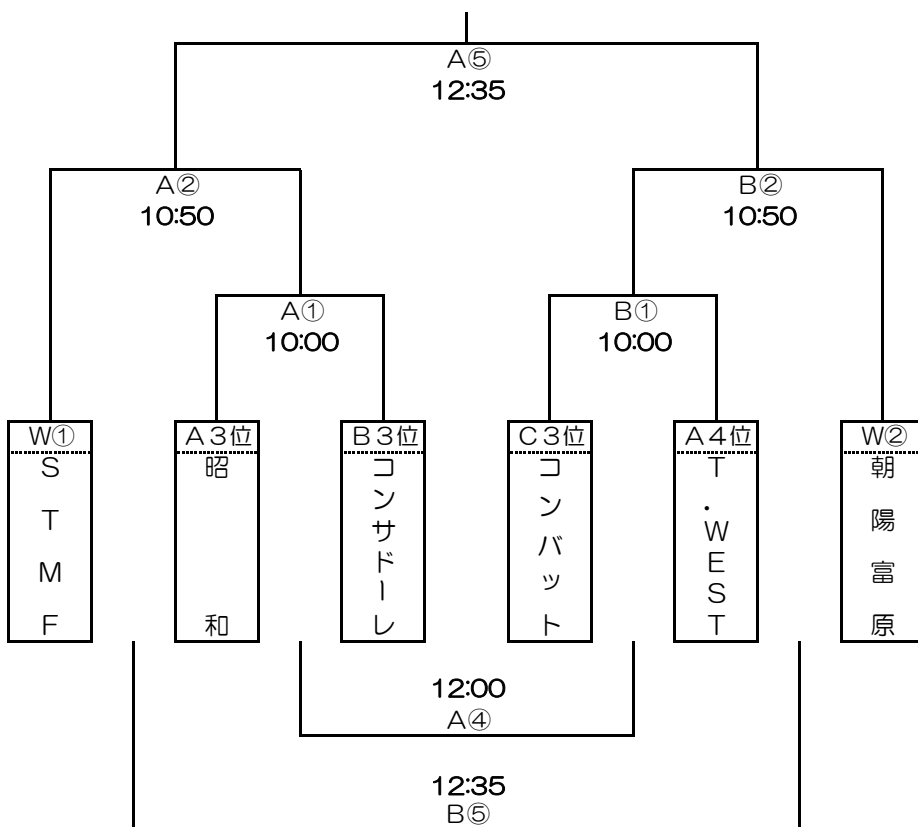 A⑤
12:35
A②
10:50
B②
10:50
A①
10:00
B①
10:00
W①
STMF
A3位
昭和
B3位
コンサドーレ
C3位
コンバット
A4位
T.WEST
W②
朝陽富原
12:00
A④
12:35
B⑤